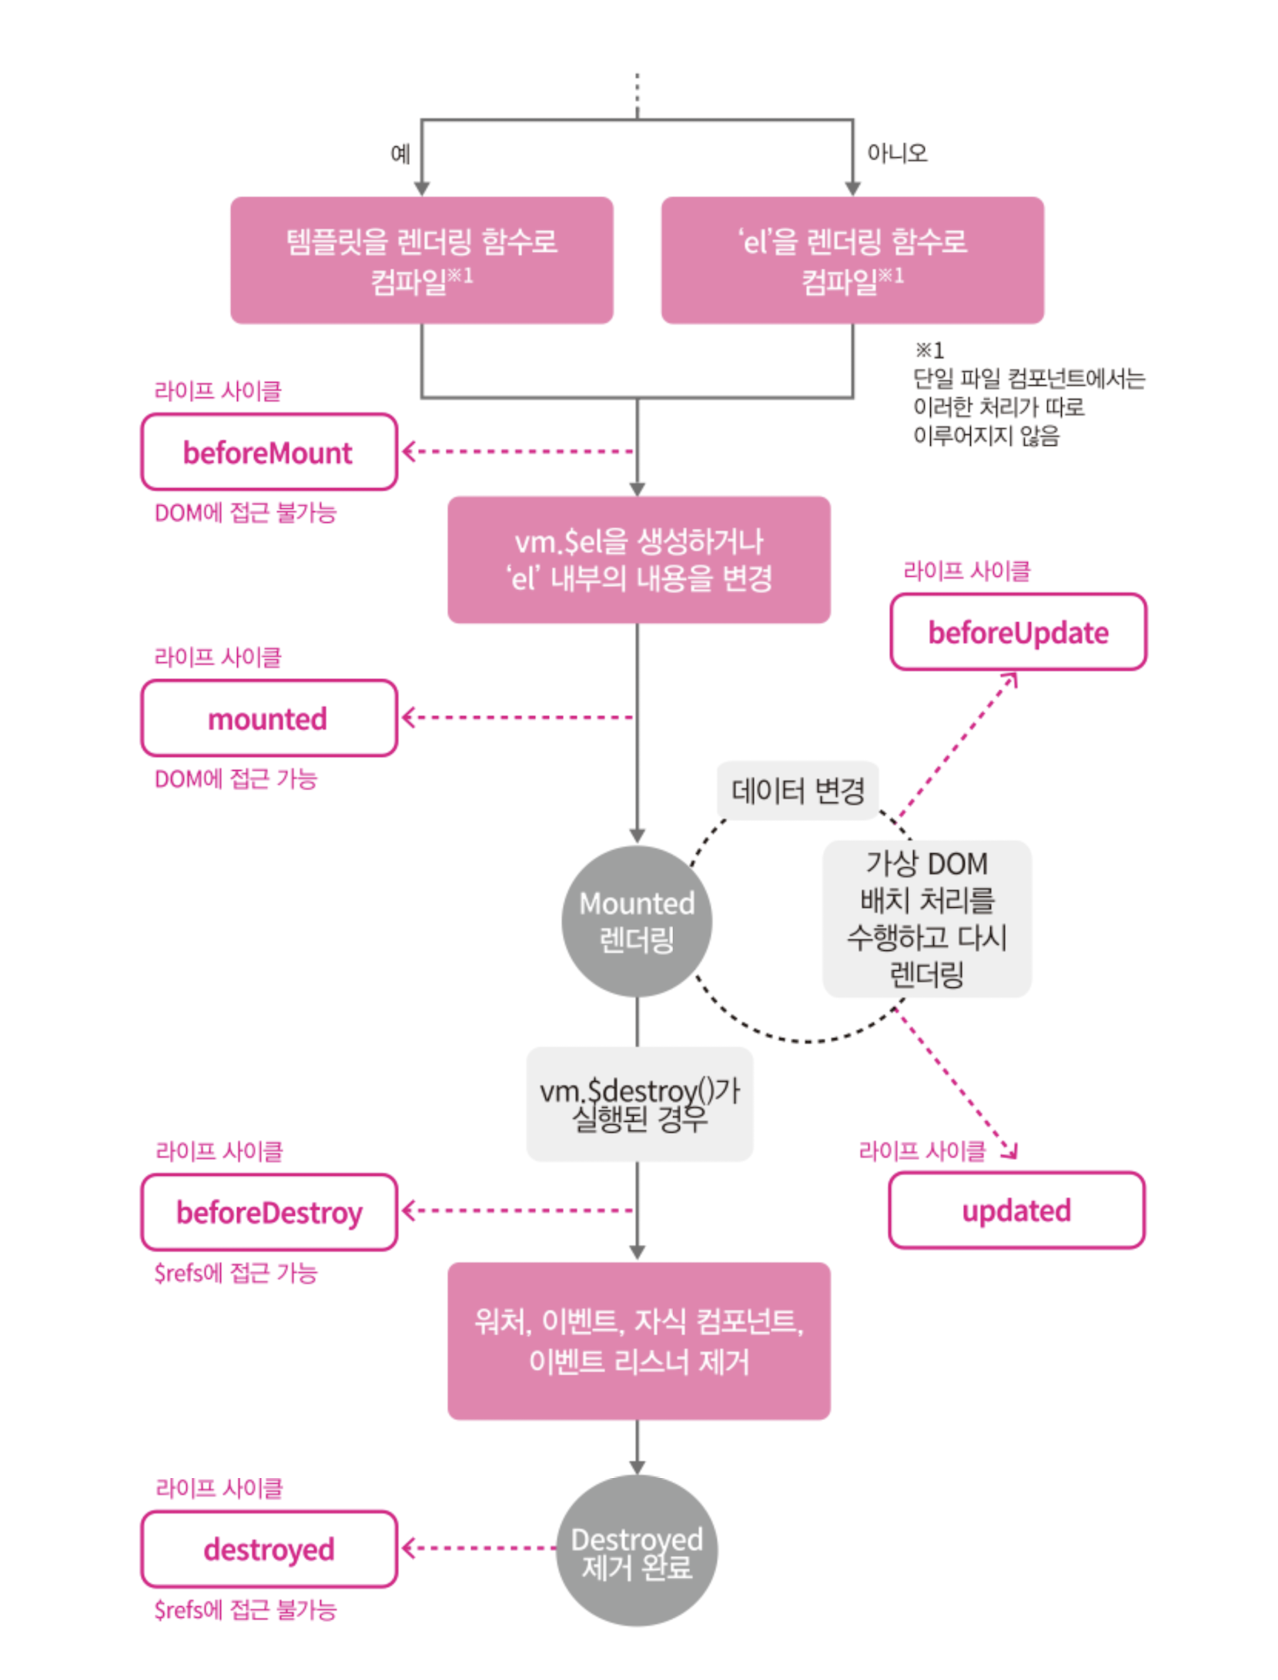 예
아니오
템플릿을 렌더링 함수로
컴파일※1
‘el’을 렌더링 함수로
컴파일※1
※1
단일 파일 컴포넌트에서는
이러한 처리가 따로
이루어지지 않음
라이프 사이클
beforeMount
DOM에 접근 불가능
vm.$el을 생성하거나
‘el’ 내부의 내용을 변경
라이프 사이클
beforeUpdate
라이프 사이클
mounted
DOM에 접근 가능
데이터 변경
가상 DOM
배치 처리를
수행하고 다시
렌더링
Mounted
렌더링
vm.$destroy()가
실행된 경우
라이프 사이클
beforeDestroy
$refs에 접근 가능
라이프 사이클
updated
워처, 이벤트, 자식 컴포넌트,
이벤트 리스너 제거
라이프 사이클
destroyed
$refs에 접근 불가능
Destroyed
제거 완료